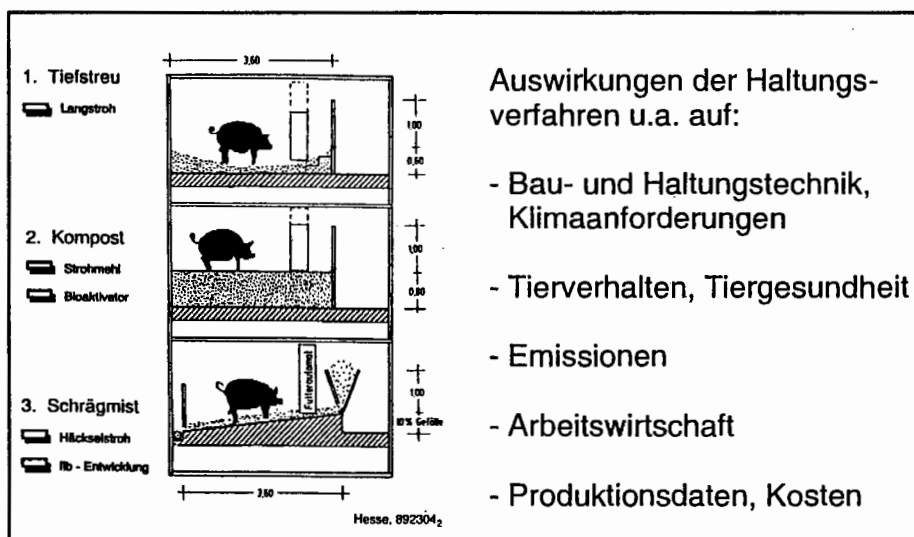 1. Tiefstreu
Langstroh
2. Kompost
Strohmehl
Bioaktivator
3. Schrägmist
Häckselstroh
ilb - Entwicklung
3,60
1,00
0,60
1,00
0,80
Futterautomat
1,00
10% Gefälle
3,60
Hesse, 892304₂
Auswirkungen der Haltungs-
verfahren u.a. auf:
- Bau- und Haltungstechnik,
Klimaanforderungen
- Tierverhalten, Tiergesundheit
- Emissionen
- Arbeitswirtschaft
- Produktionsdaten, Kosten